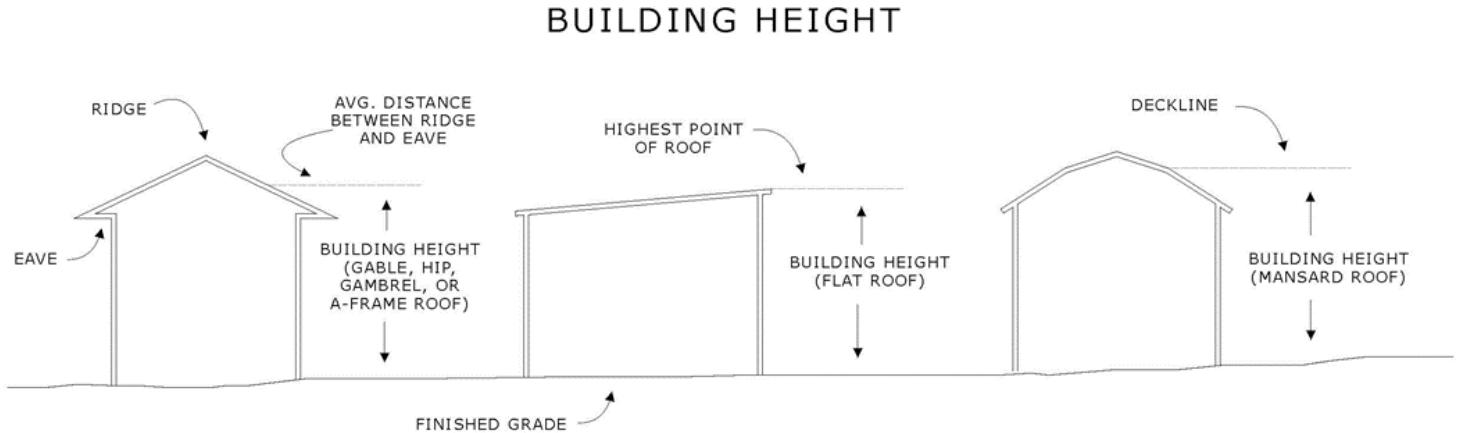 BUILDING HEIGHT
RIDGE
AVG. DISTANCE
BETWEEN RIDGE
AND EAVE
EAVE
BUILDING HEIGHT
(GABLE, HIP,
GAMBREL, OR
A-FRAME ROOF)
HIGHEST POINT
OF ROOF
BUILDING HEIGHT
(FLAT ROOF)
DECKLINE
BUILDING HEIGHT
(MANSARD ROOF)
FINISHED GRADE